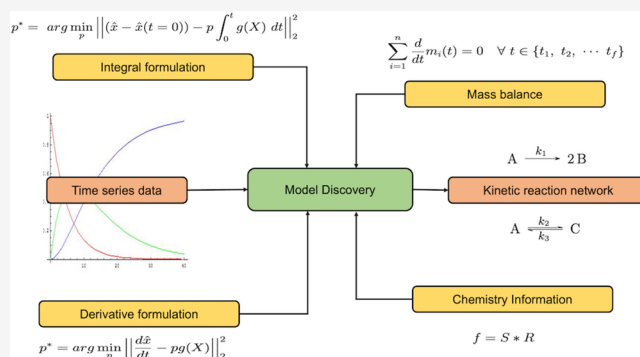 p* = arg min_p ||(x̂ − x̂(t = 0)) − p ∫_0^t g(X) dt||_2^2
∑_{i=1}^n d/dt m_i(t) = 0 ∀ t ∈ {t_1, t_2, ⋯ t_f}
Integral formulation
Mass balance
A k_1 → 2 B
Time series data
Model Discovery
Kinetic reaction network
A k_2 ⇌ k_3 C
Derivative formulation
Chemistry Information
p* = arg min_p ||dx̂/dt − pg(X)||_2^2
f = S * R